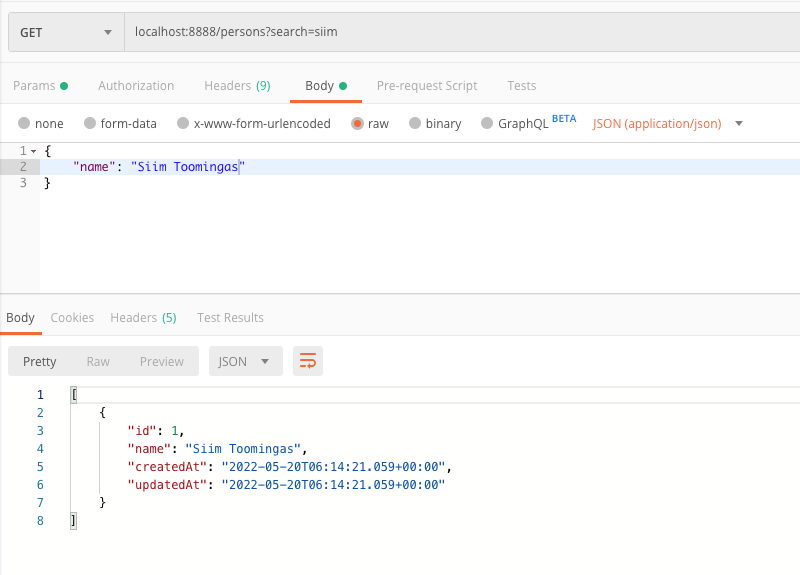 GET localhost:8888/persons?search=siim
Params Authorization Headers (9) Body Pre-request Script Tests
none form-data x-www-form-urlencoded raw binary GraphQL BETA JSON (application/json)
1 {
2 "name": "Siim Toomingas"
3 }
Body Cookies Headers (5) Test Results
Pretty Raw Preview JSON
1 [
2 {
3 "id": 1,
4 "name": "Siim Toomingas",
5 "createdAt": "2022-05-20T06:14:21.059+00:00",
6 "updatedAt": "2022-05-20T06:14:21.059+00:00"
7 }
8 ]